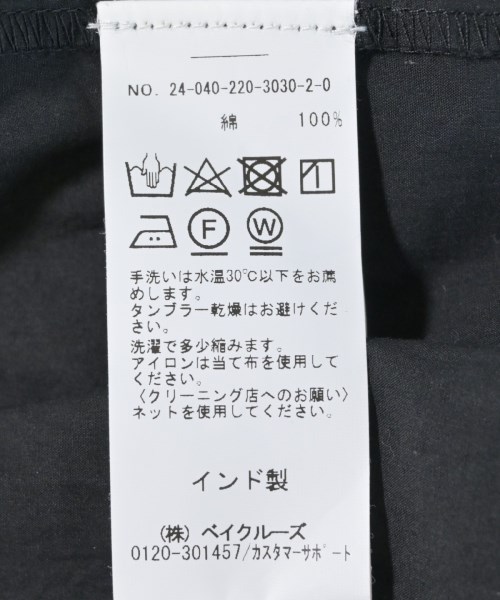 NO. 24-040-220-3030-2-0
綿 100%
F
W
手洗いは水温30℃以下をお薦
めします。
タンブラー乾燥はお避けくだ
さい。
洗濯で多少縮みます。
アイロンは当て布を使用して
ください。
〈クリーニング店へのお願い〉
ネットを使用してください。
インド製
(株) ベイクルーズ
0120-301457/カスタマーサポート